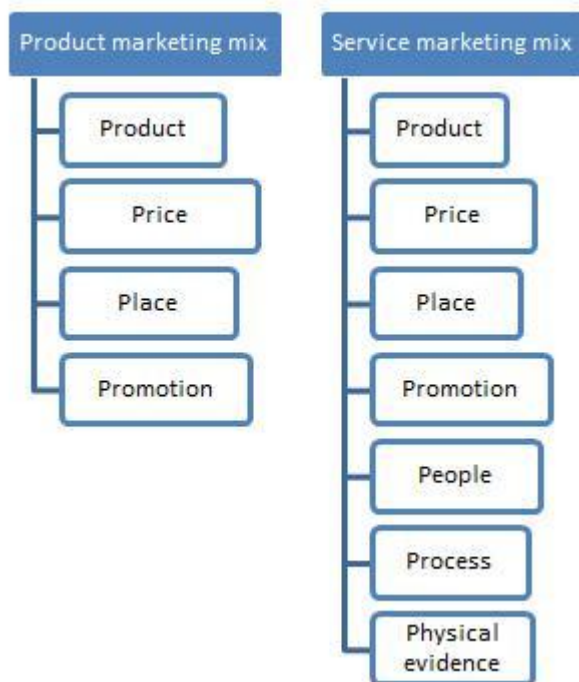 Product marketing mix
Product
Price
Place
Promotion
Service marketing mix
Product
Price
Place
Promotion
People
Process
Physical
evidence